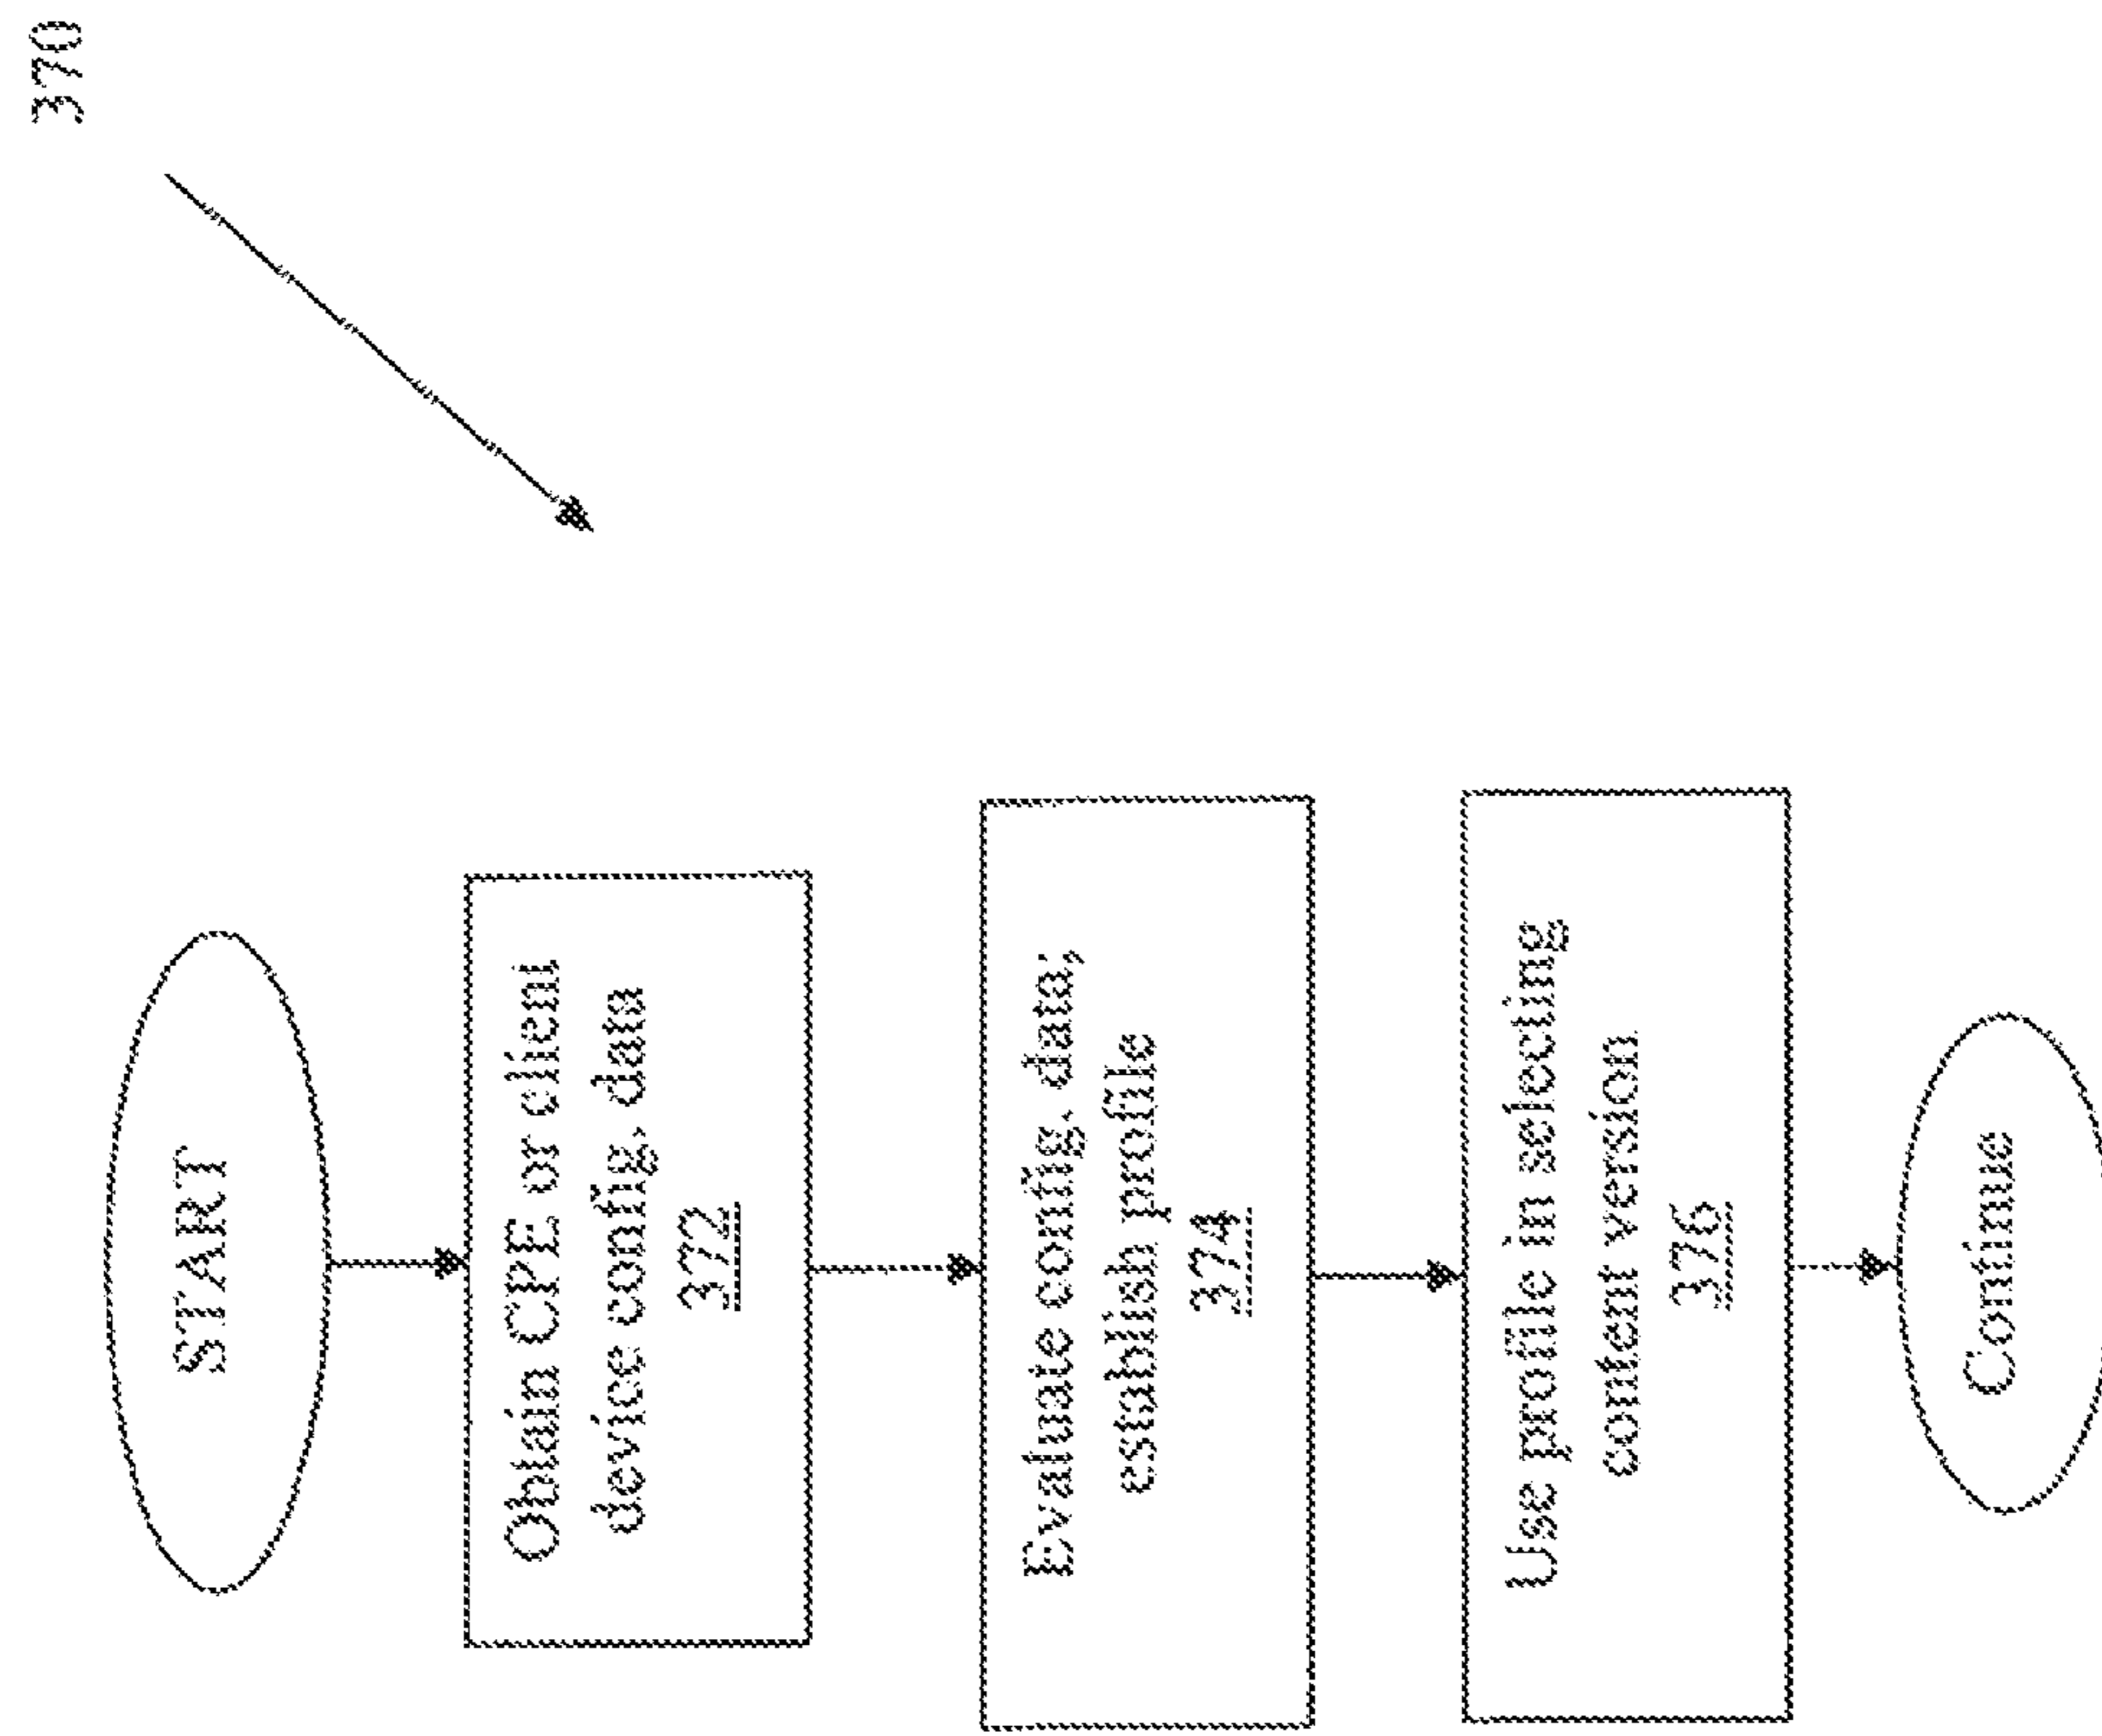 370
START
Obtain CPE or client
device config. data
372
Evaluate config. data;
establish profile
374
Use profile in selecting
content version
376
Continue